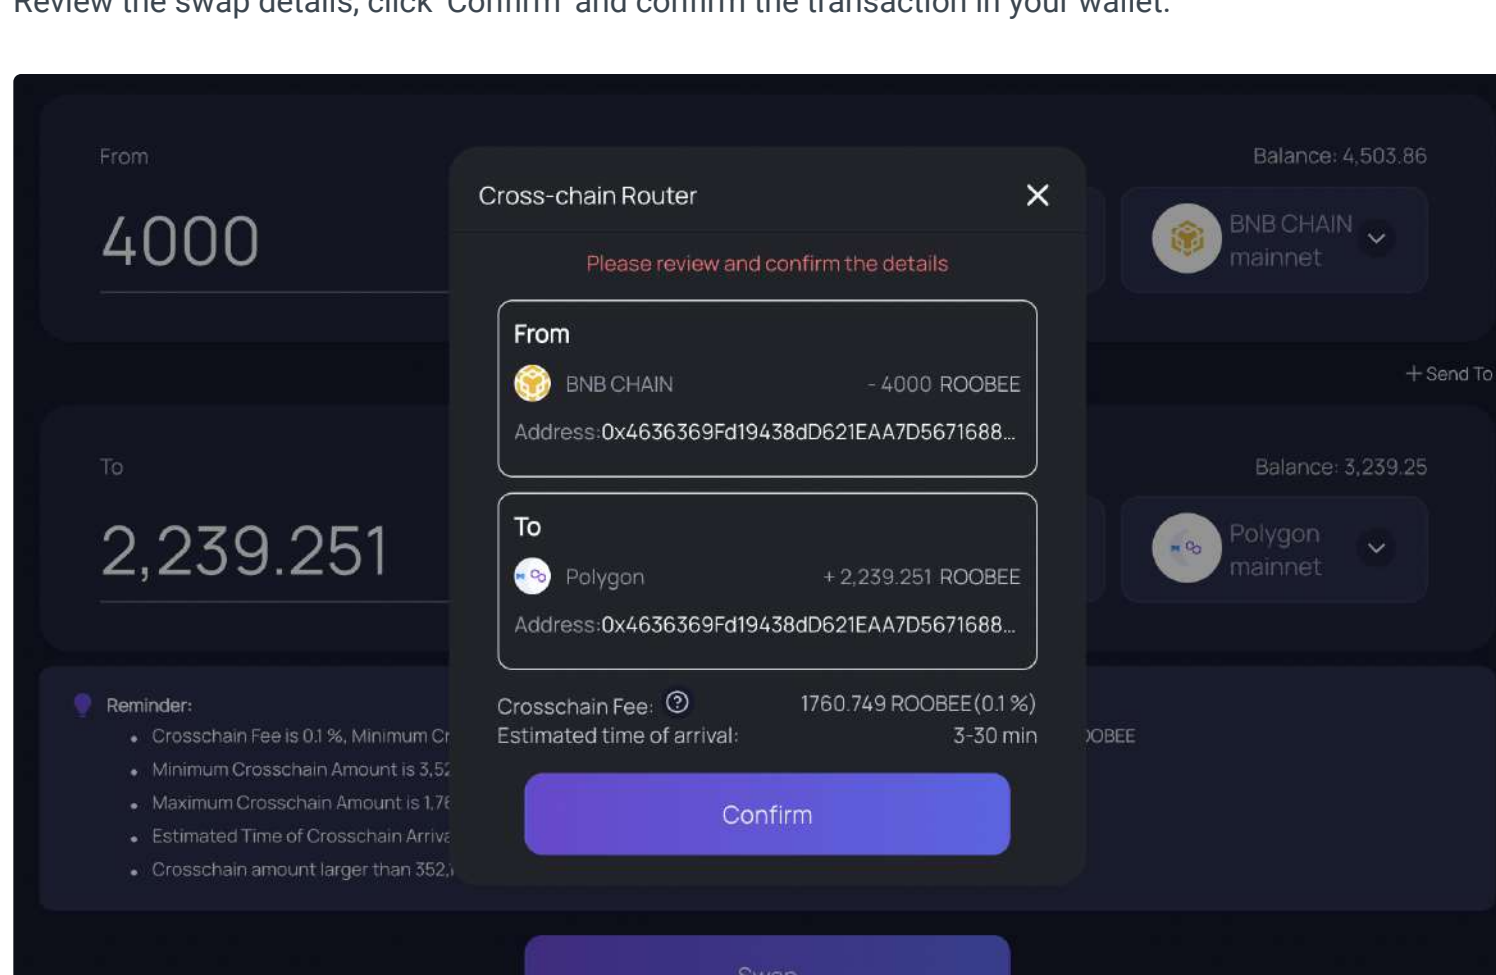 Review the swap details, click 'Confirm' and confirm the transaction in your wallet.
From
Balance: 4,503.86
4000
BNB CHAIN
mainnet
Cross-chain Router
Please review and confirm the details
From
BNB CHAIN - 4000 ROOBEE
Address:0x4636369Fd19438dD621EAA7D5671688...
To
Polygon + 2,239.251 ROOBEE
Address:0x4636369Fd19438dD621EAA7D5671688...
Crosschain Fee: 1760.749 ROOBEE(0.1 %)
Estimated time of arrival: 3-30 min
Confirm
+ Send To
To
Balance: 3,239.25
2,239.251
Polygon
mainnet
Reminder:
Crosschain Fee is 0.1 %, Minimum Cr
OBEE
Minimum Crosschain Amount is 3,52
Maximum Crosschain Amount is 1,76
Estimated Time of Crosschain Arriva
Crosschain amount larger than 352,
Swap